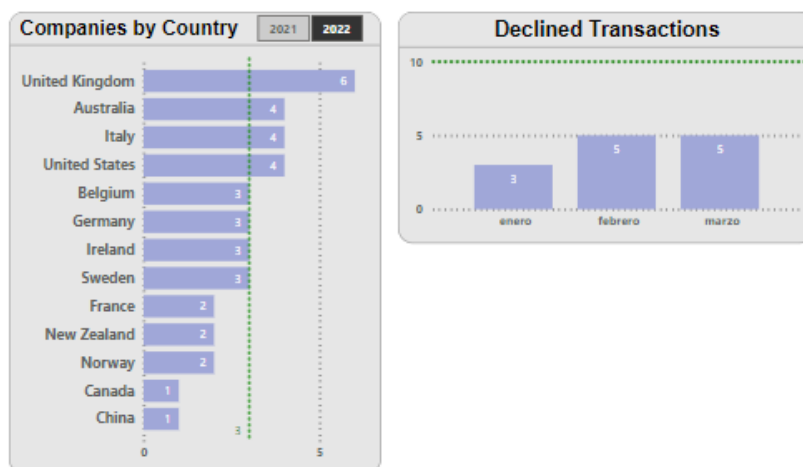 Companies by Country 2021 2022
United Kingdom 6
Australia 4
Italy 4
United States 4
Belgium 3
Germany 3
Ireland 3
Sweden 3
France 2
New Zealand 2
Norway 2
Canada 1
China 1
3
0 5
Declined Transactions
10
5
0
3 5 5
enero febrero marzo